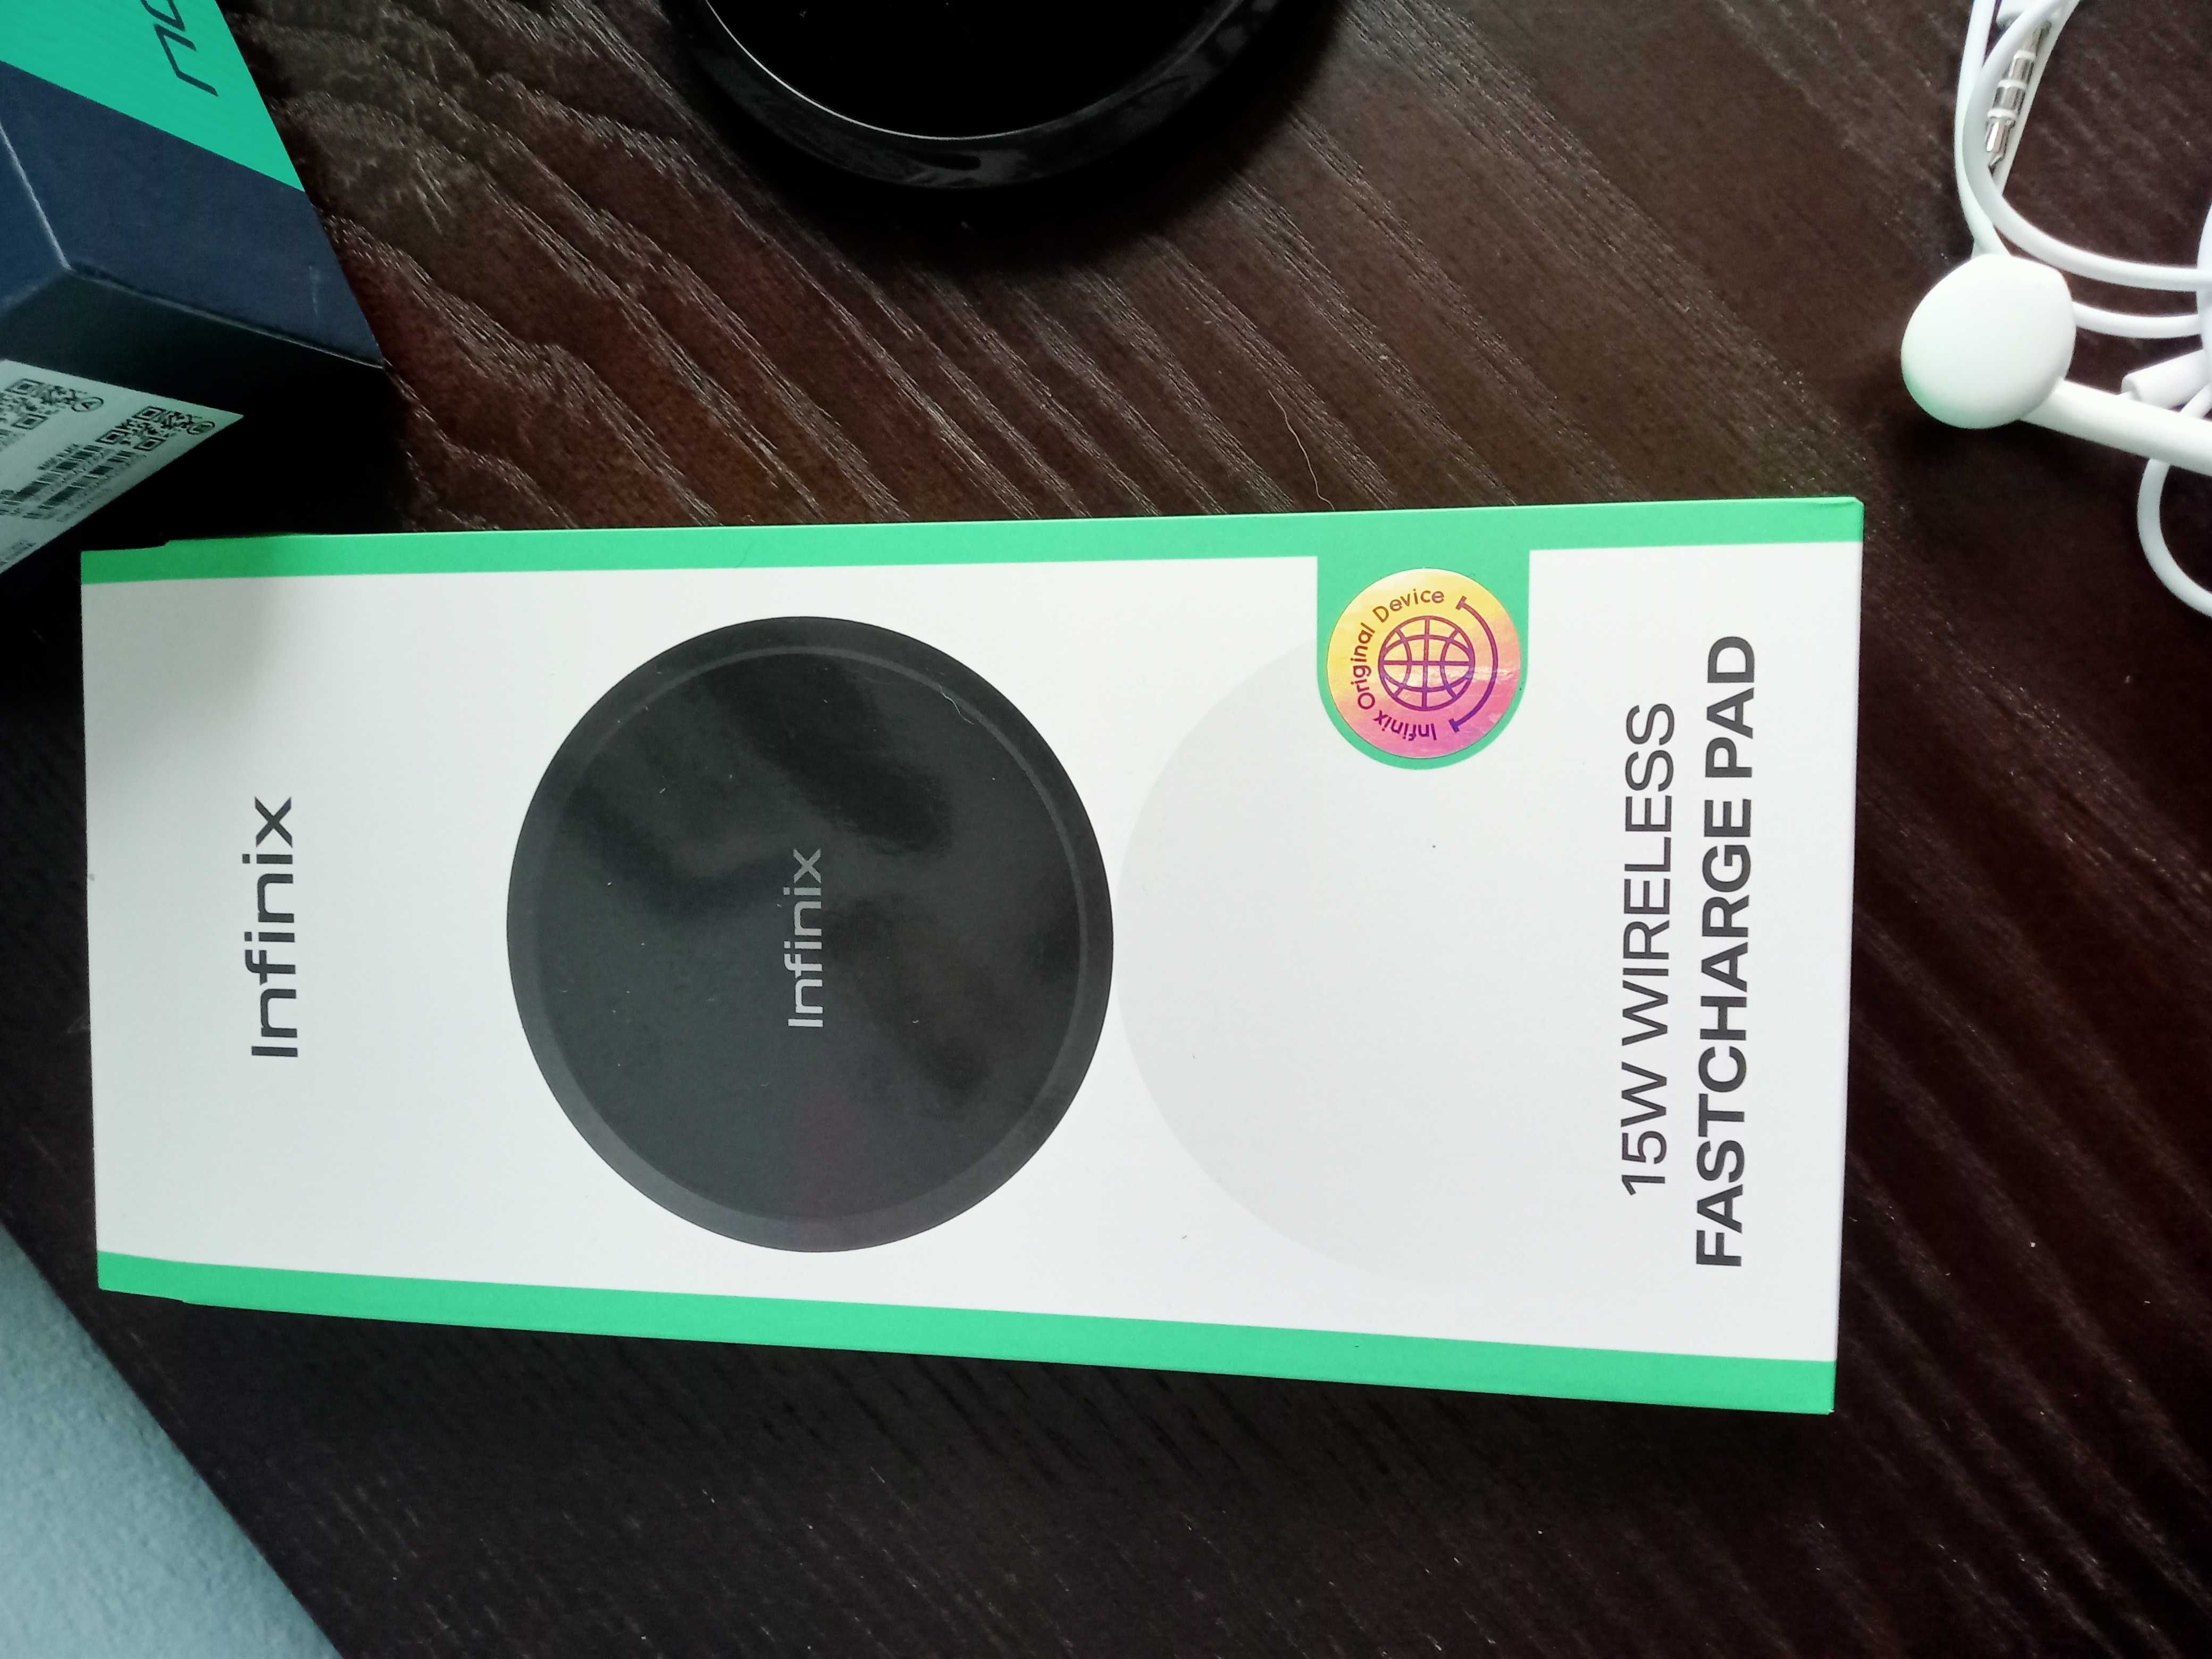 Infinix
Infinix
Infinix Original Device
15W WIRELESS
FASTCHARGE PAD